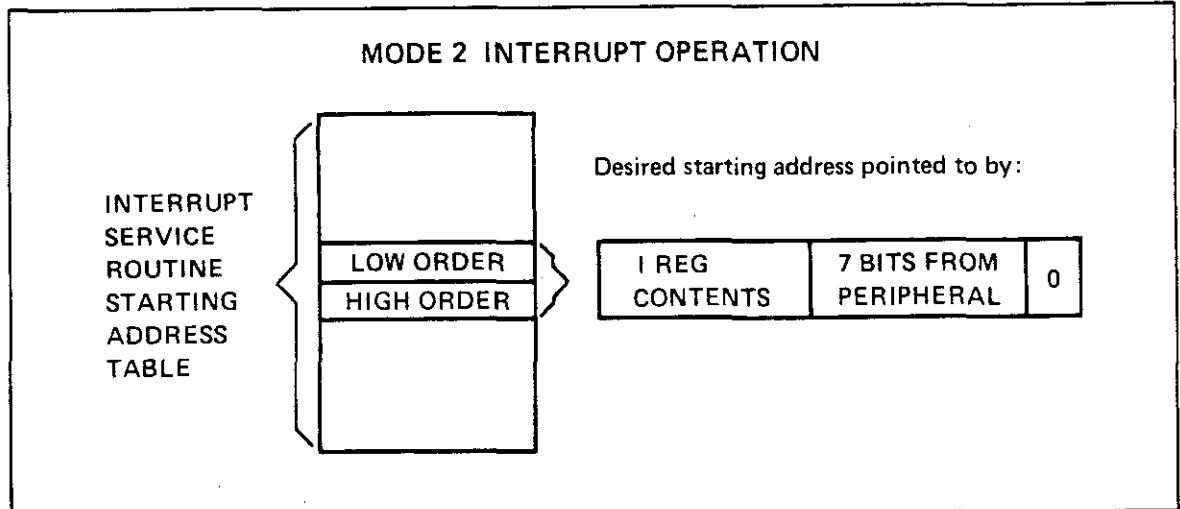 MODE 2 INTERRUPT OPERATION
INTERRUPT
SERVICE
ROUTINE
STARTING
ADDRESS
TABLE
LOW ORDER
HIGH ORDER
Desired starting address pointed to by:
I REG
CONTENTS
7 BITS FROM
PERIPHERAL
0